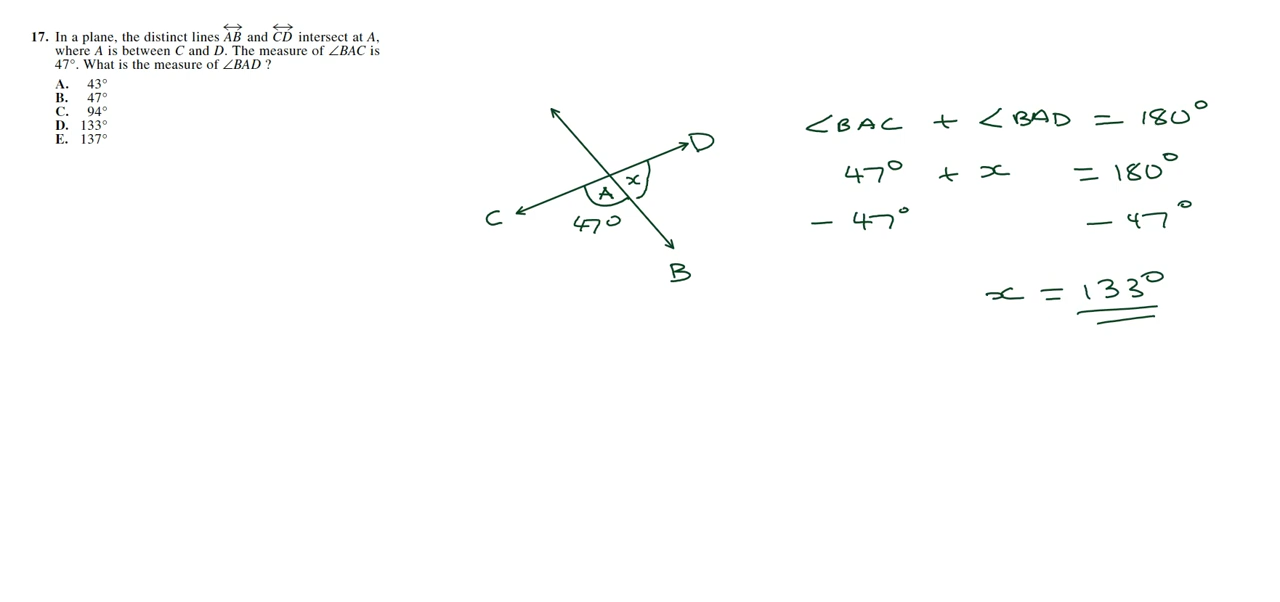 17. In a plane, the distinct lines AB and CD intersect at A,
where A is between C and D. The measure of ∠BAC is
47°. What is the measure of ∠BAD ?
A. 43°
B. 47°
C. 94°
D. 133°
E. 137°
D
x
A
C
47°
B
∠BAC + ∠BAD = 180°
47° + x = 180°
− 47° − 47°
x = 133°